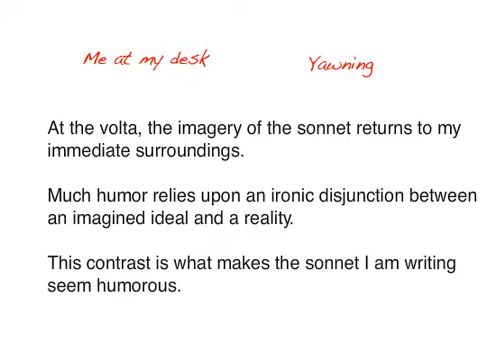 Me at my desk
Yawning
At the volta, the imagery of the sonnet returns to my
immediate surroundings.
Much humor relies upon an ironic disjunction between
an imagined ideal and a reality.
This contrast is what makes the sonnet I am writing
seem humorous.